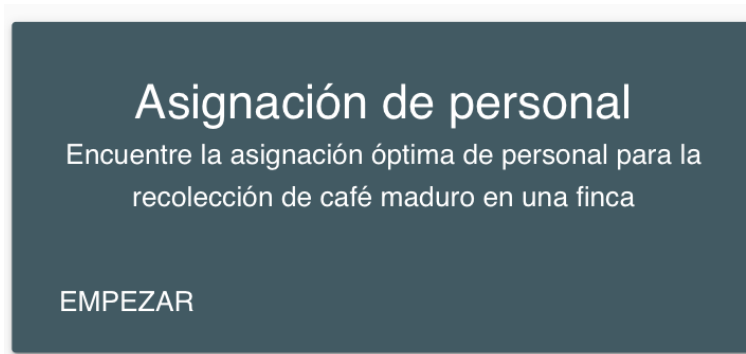 Asignación de personal
Encuentre la asignación óptima de personal para la
recolección de café maduro en una finca
EMPEZAR